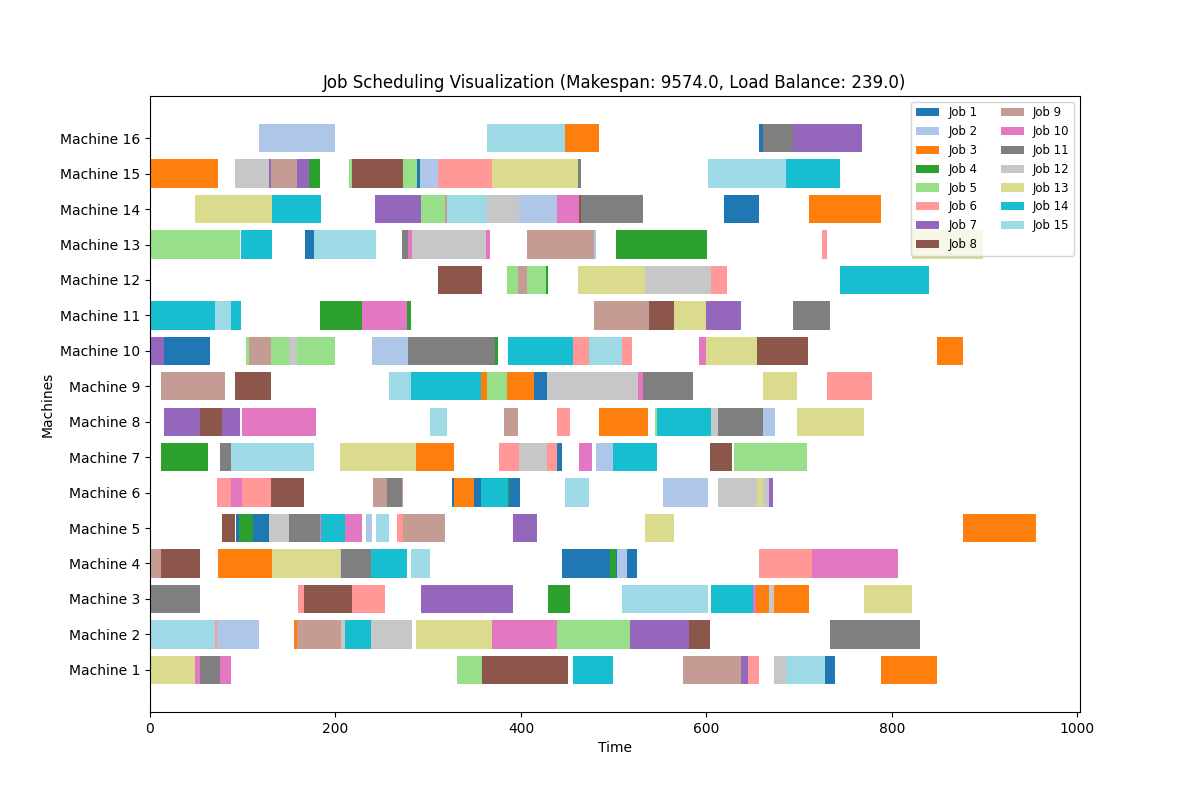 Job Scheduling Visualization (Makespan: 9574.0, Load Balance: 239.0)
Machines
Machine 16
Machine 15
Machine 14
Machine 13
Machine 12
Machine 11
Machine 10
Machine 9
Machine 8
Machine 7
Machine 6
Machine 5
Machine 4
Machine 3
Machine 2
Machine 1
Job 1
Job 2
Job 3
Job 4
Job 5
Job 6
Job 7
Job 8
Job 9
Job 10
Job 11
Job 12
Job 13
Job 14
Job 15
0 200 400 600 800 1000
Time